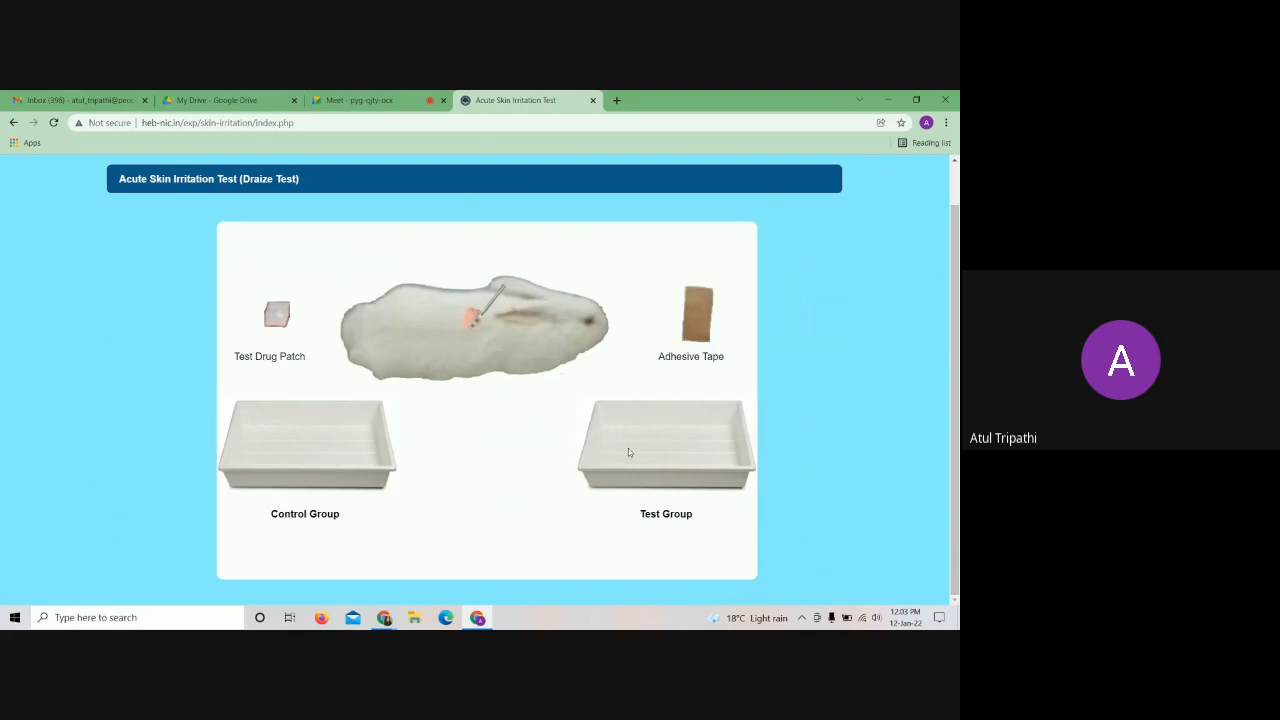 Inbox (396) - atul_tripathi@pec
My Drive - Google Drive
Meet - pyg-qjty-ocx
Acute Skin Irritation Test
Not secure
heb-nic.in/exp/skin-irritation/index.php
A
Apps
Reading list
Acute Skin Irritation Test (Draize Test)
Test Drug Patch
Adhesive Tape
Control Group
Test Group
A
Atul Tripathi
Type here to search
18°C Light rain
12:03 PM
12-Jan-22